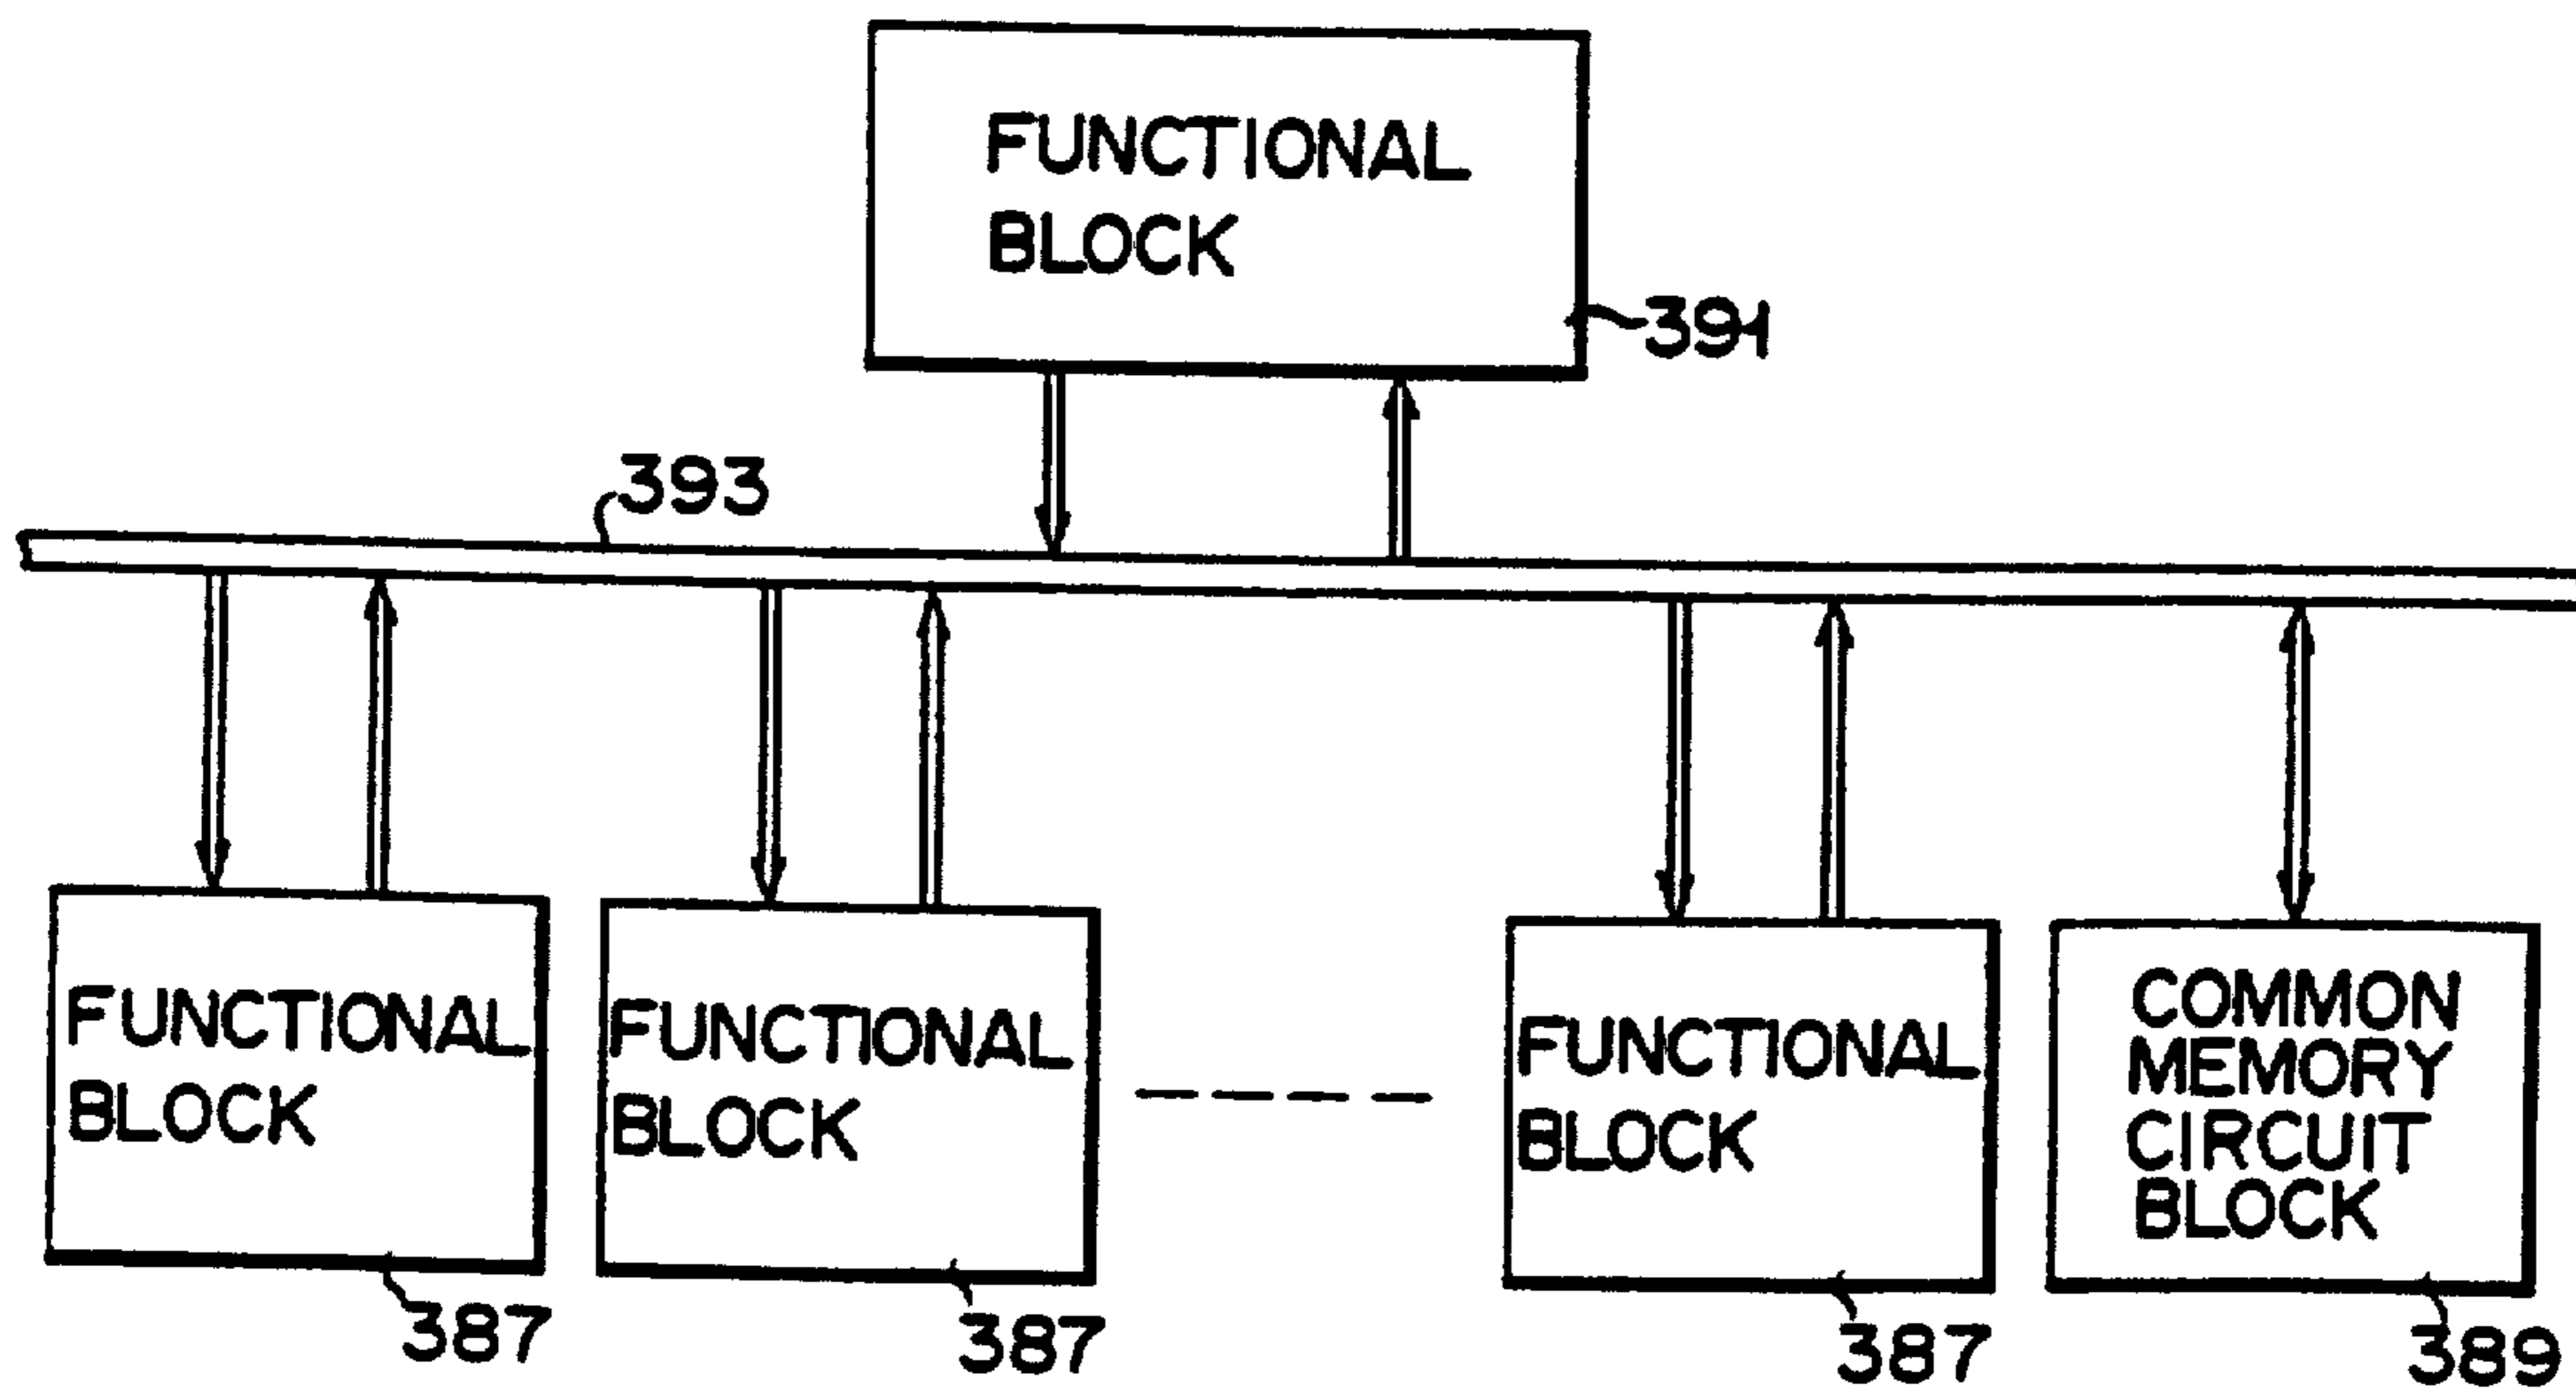 FUNCTIONAL
BLOCK
391
393
FUNCTIONAL
BLOCK
387
FUNCTIONAL
BLOCK
387
FUNCTIONAL
BLOCK
387
COMMON
MEMORY
CIRCUIT
BLOCK
389